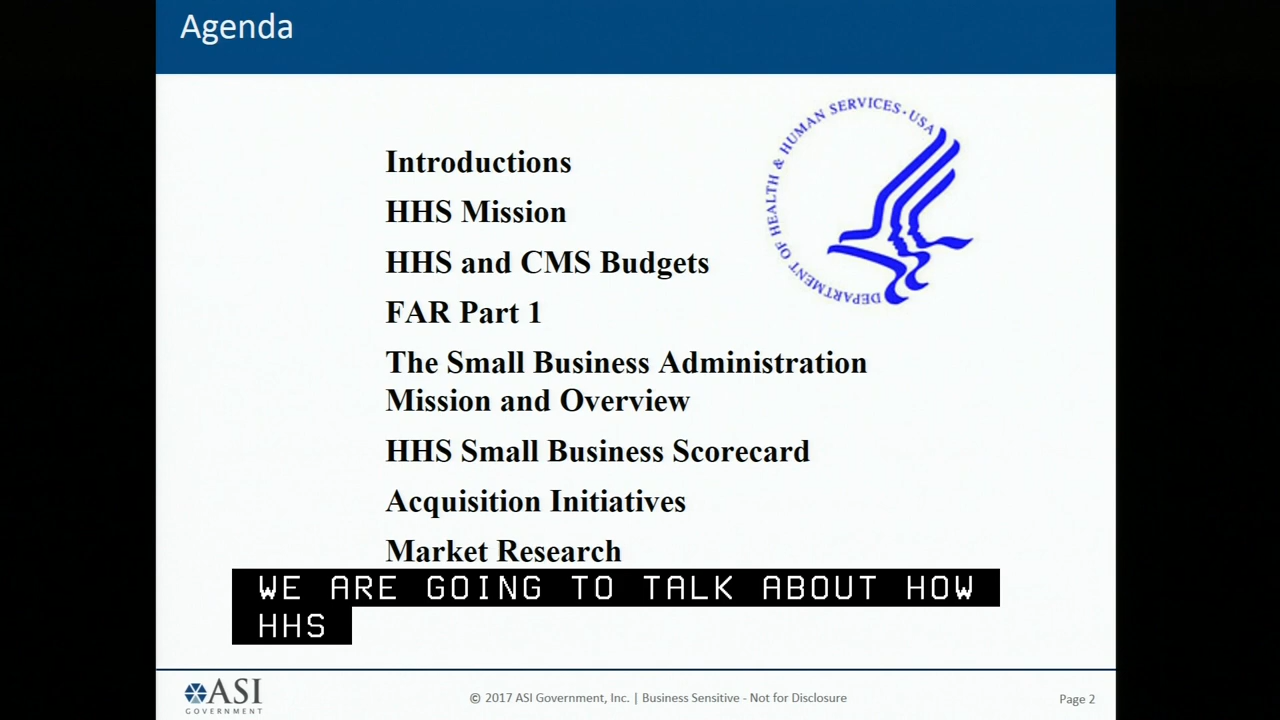 Agenda
DEPARTMENT OF HEALTH & HUMAN SERVICES · USA
Introductions
HHS Mission
HHS and CMS Budgets
FAR Part 1
The Small Business Administration
Mission and Overview
HHS Small Business Scorecard
Acquisition Initiatives
Market Research
WE ARE GOING TO TALK ABOUT HOW
HHS
ASI
GOVERNMENT
© 2017 ASI Government, Inc. | Business Sensitive - Not for Disclosure
Page 2